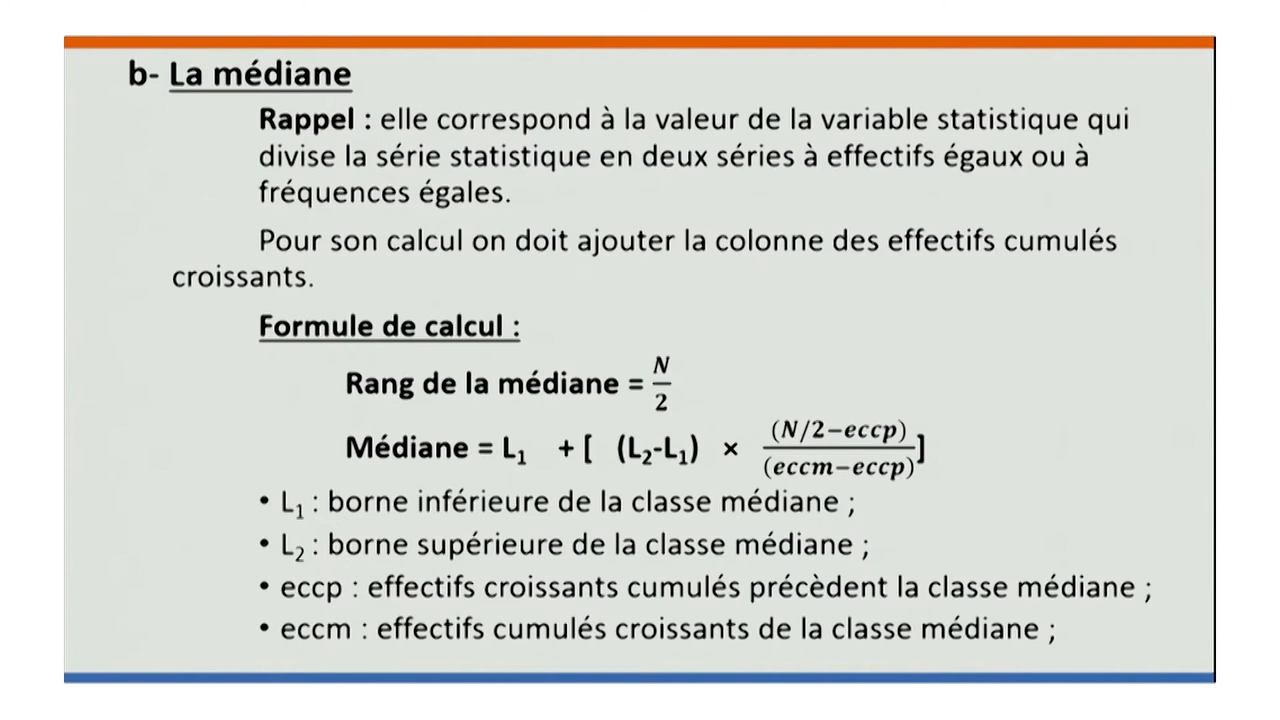 b- La médiane
Rappel : elle correspond à la valeur de la variable statistique qui
divise la série statistique en deux séries à effectifs égaux ou à
fréquences égales.
Pour son calcul on doit ajouter la colonne des effectifs cumulés
croissants.
Formule de calcul :
Rang de la médiane = N/2
Médiane = L₁ + [ (L₂-L₁) × (N/2−eccp)/(eccm−eccp)]
• L₁ : borne inférieure de la classe médiane ;
• L₂ : borne supérieure de la classe médiane ;
• eccp : effectifs croissants cumulés précèdent la classe médiane ;
• eccm : effectifs cumulés croissants de la classe médiane ;